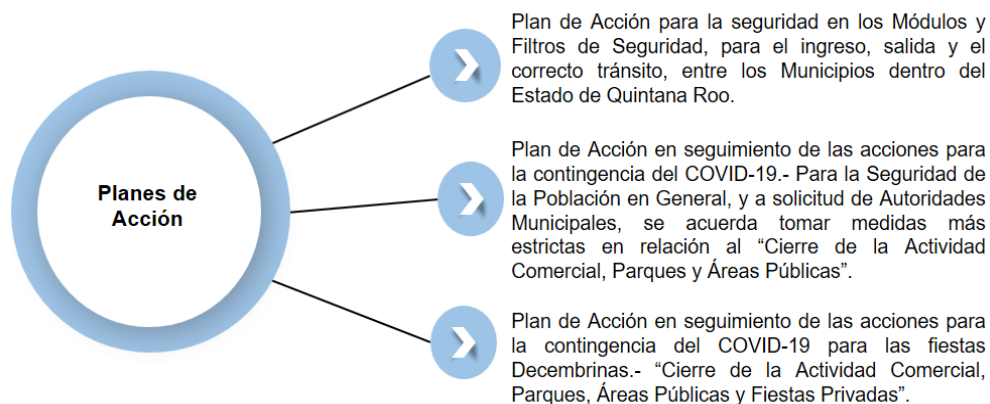 Planes de
Acción
Plan de Acción para la seguridad en los Módulos y
Filtros de Seguridad, para el ingreso, salida y el
correcto tránsito, entre los Municipios dentro del
Estado de Quintana Roo.
Plan de Acción en seguimiento de las acciones para
la contingencia del COVID-19.- Para la Seguridad de
la Población en General, y a solicitud de Autoridades
Municipales, se acuerda tomar medidas más
estrictas en relación al “Cierre de la Actividad
Comercial, Parques y Áreas Públicas”.
Plan de Acción en seguimiento de las acciones para
la contingencia del COVID-19 para las fiestas
Decembrinas.- “Cierre de la Actividad Comercial,
Parques, Áreas Públicas y Fiestas Privadas”.